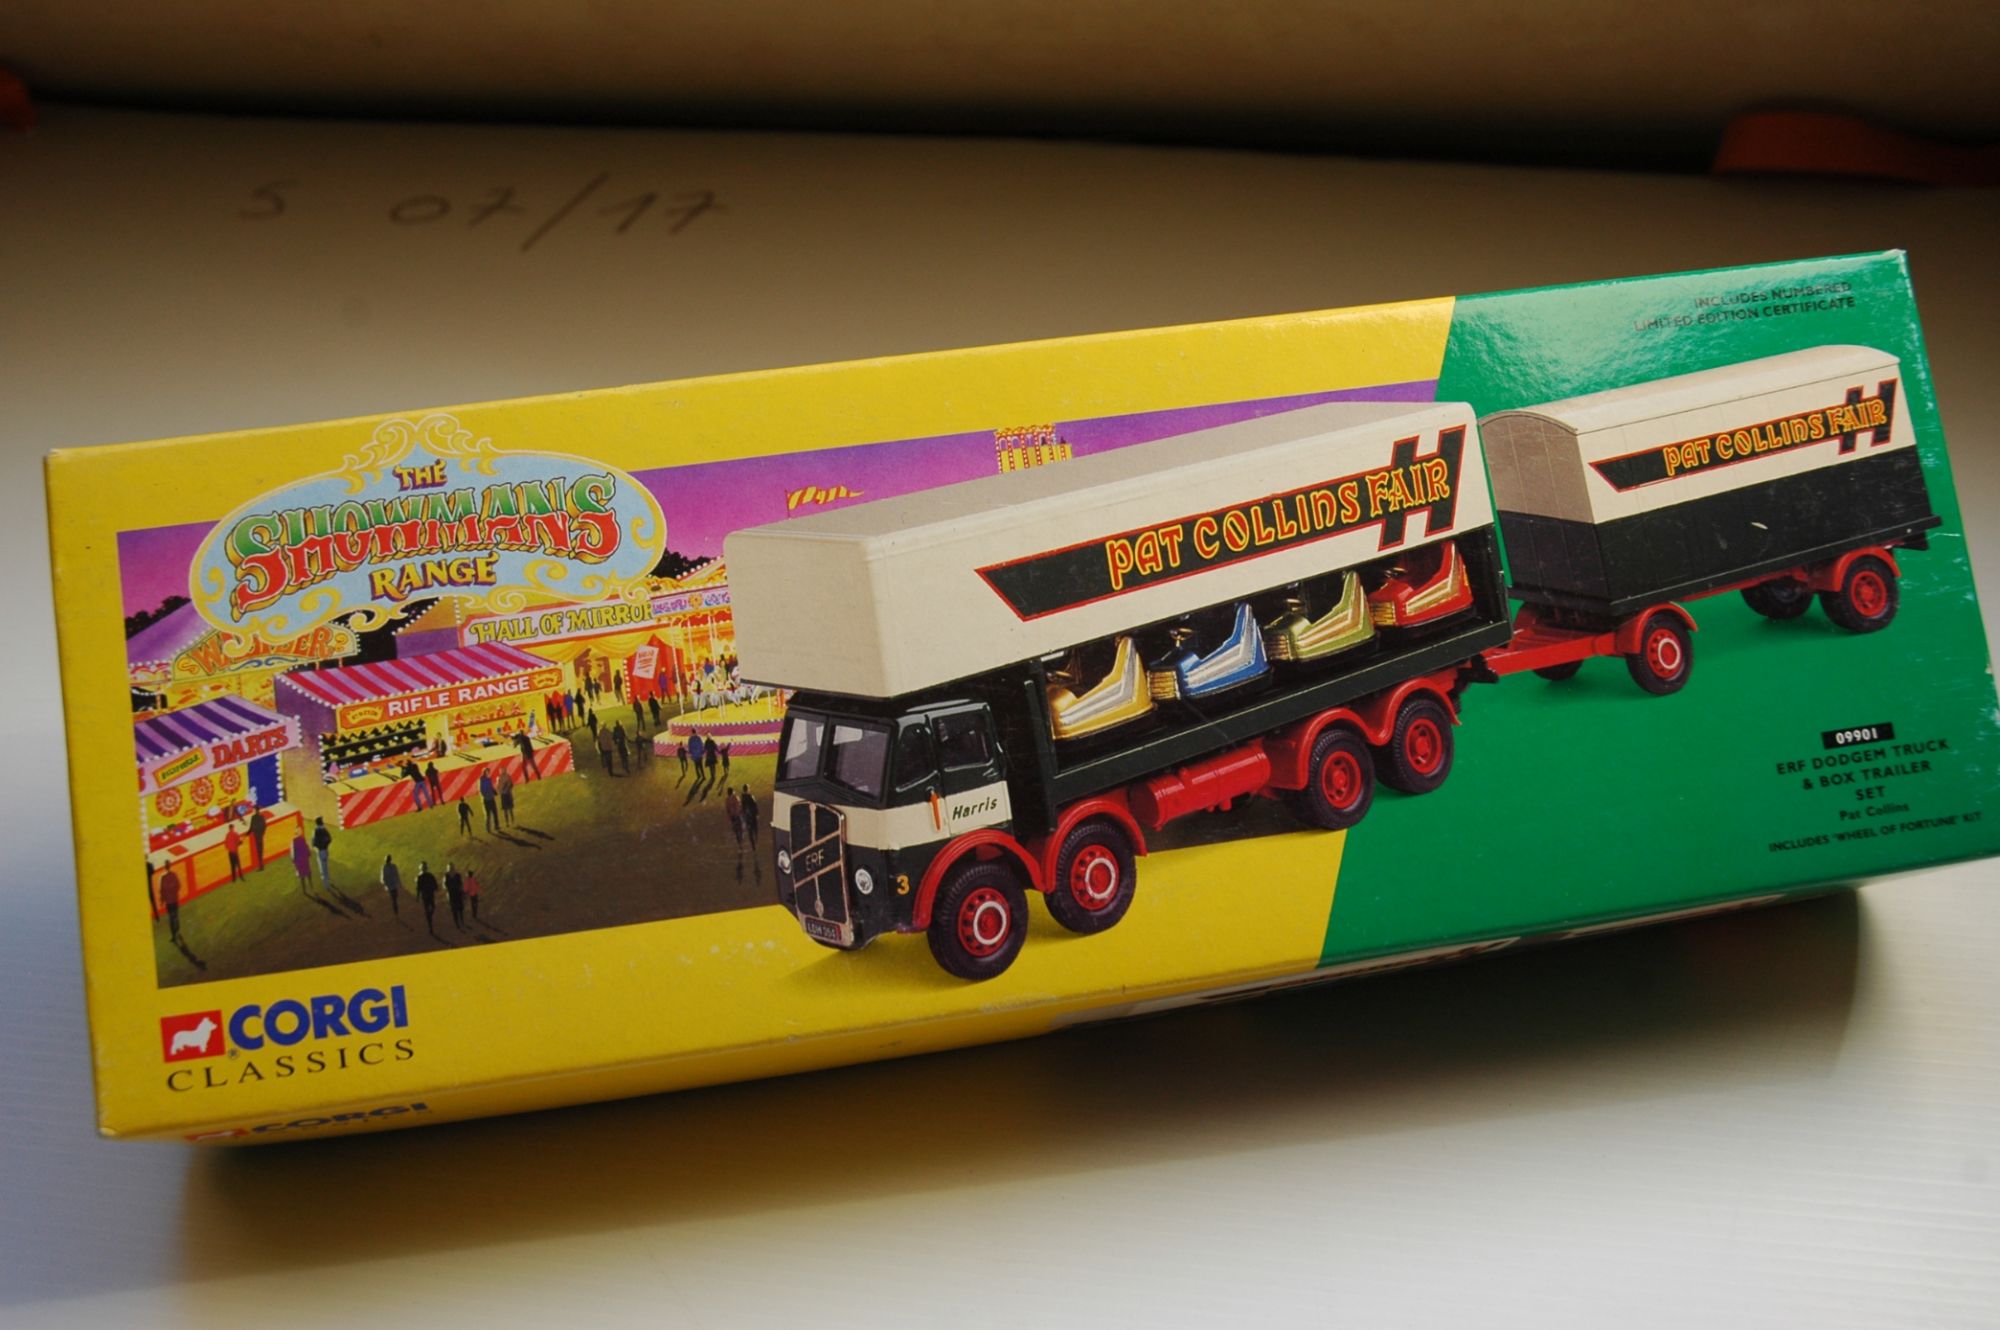 S 07/17
INCLUDES NUMBERED
LIMITED EDITION CERTIFICATE
THE
SHOWMANS
RANGE
PAT COLLINS FAIR
H
PAT COLLINS FAIR
H
HALL OF MIRRORS
RIFLE RANGE
DARTS
Harris
ERF
3
09901
ERF DODGEM TRUCK
& BOX TRAILER
SET
Pat Collins
INCLUDES 'WHEEL OF FORTUNE' KIT
CORGI
®
CLASSICS
CORGI